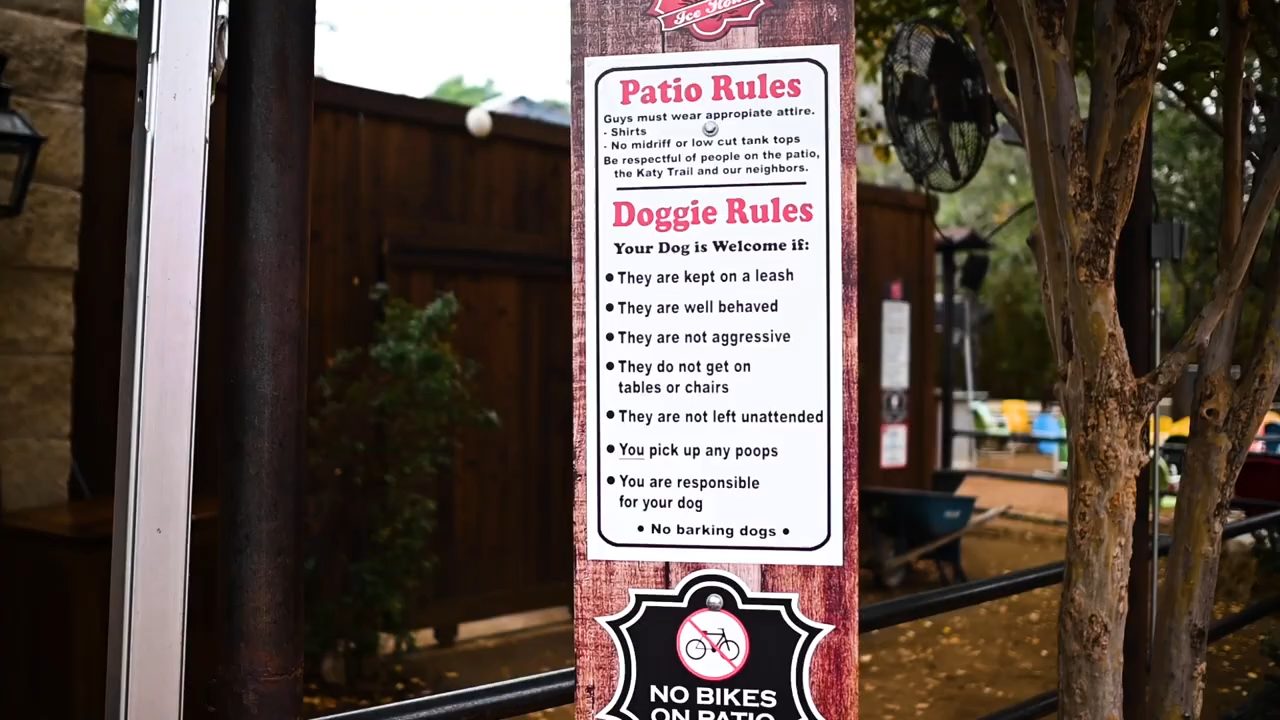 Ice House
Patio Rules
Guys must wear appropiate attire.
- Shirts
- No midriff or low cut tank tops
Be respectful of people on the patio,
the Katy Trail and our neighbors.
Doggie Rules
Your Dog is Welcome if:
• They are kept on a leash
• They are well behaved
• They are not aggressive
• They do not get on
tables or chairs
• They are not left unattended
• You pick up any poops
• You are responsible
for your dog
• No barking dogs •
NO BIKES
ON PATIO